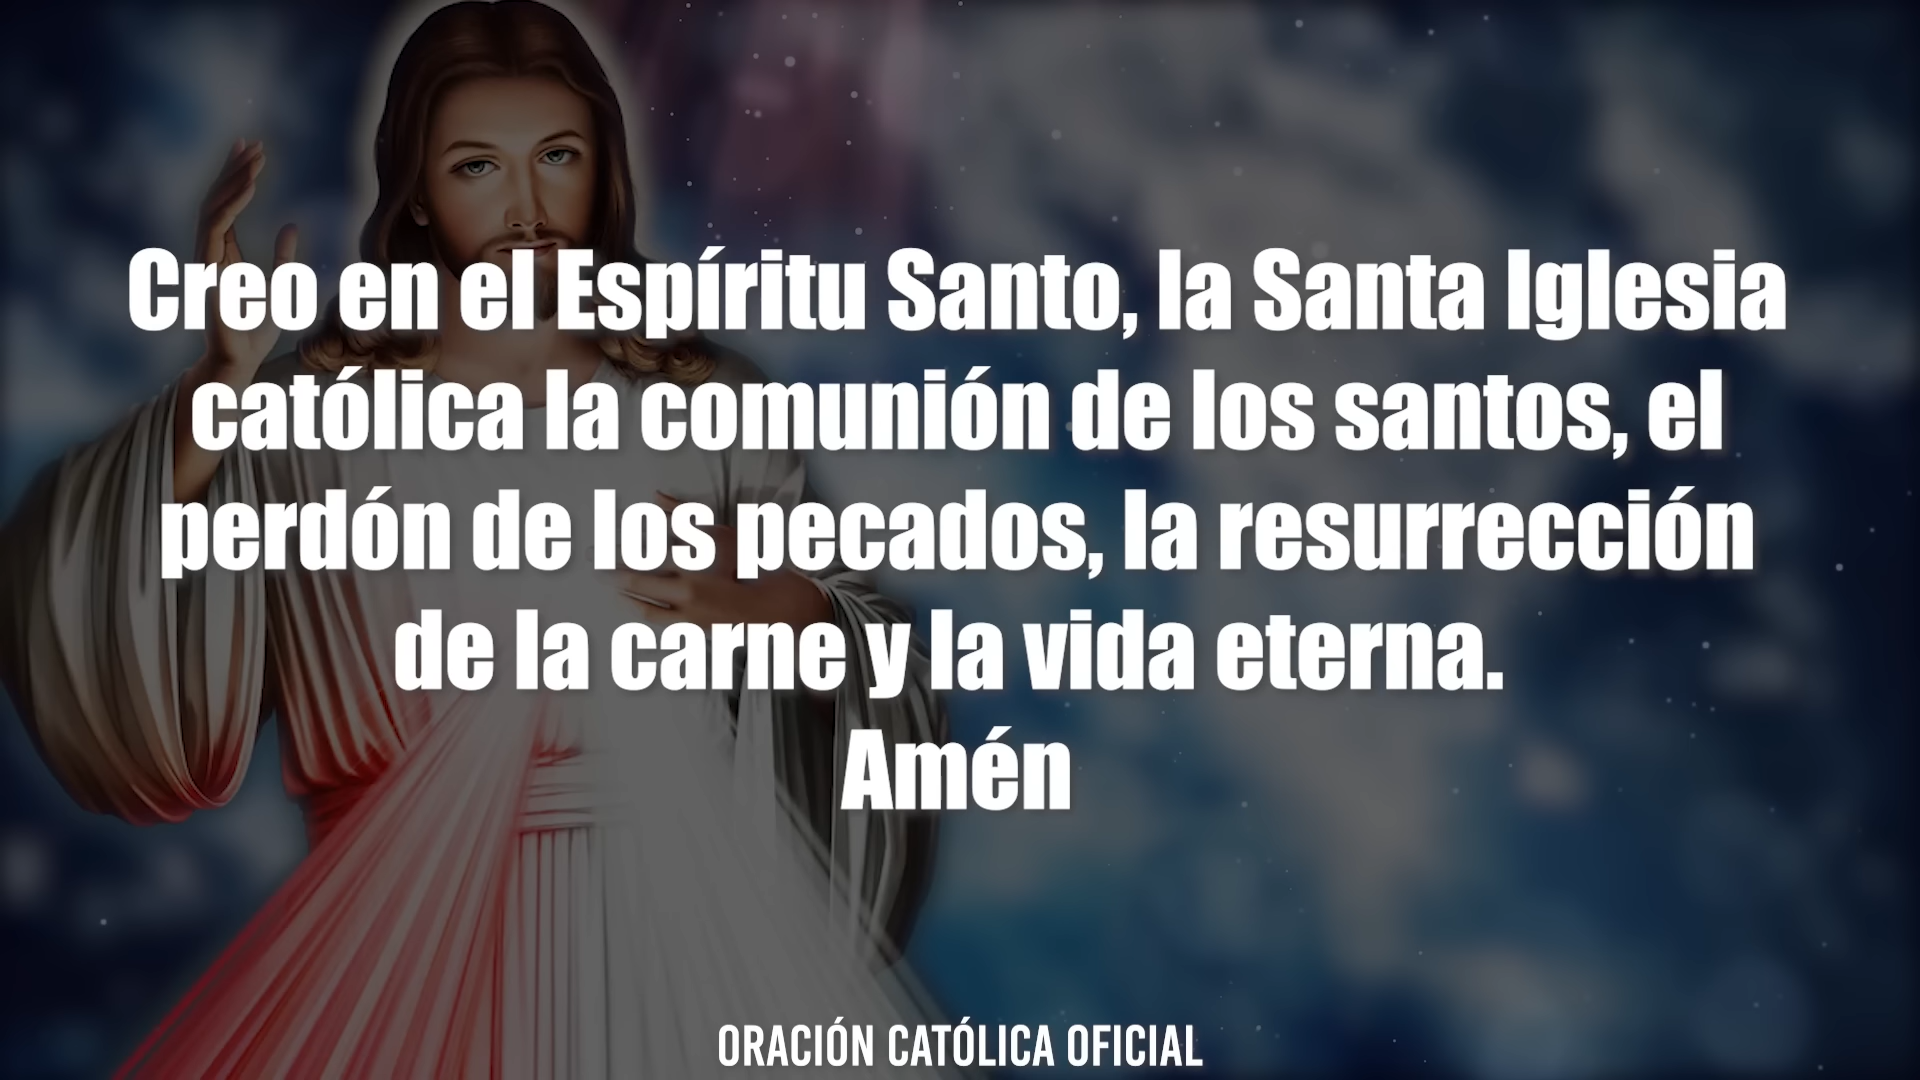 Creo en el Espíritu Santo, la Santa Iglesia
católica la comunión de los santos, el
perdón de los pecados, la resurrección
de la carne y la vida eterna.
Amén
ORACIÓN CATÓLICA OFICIAL